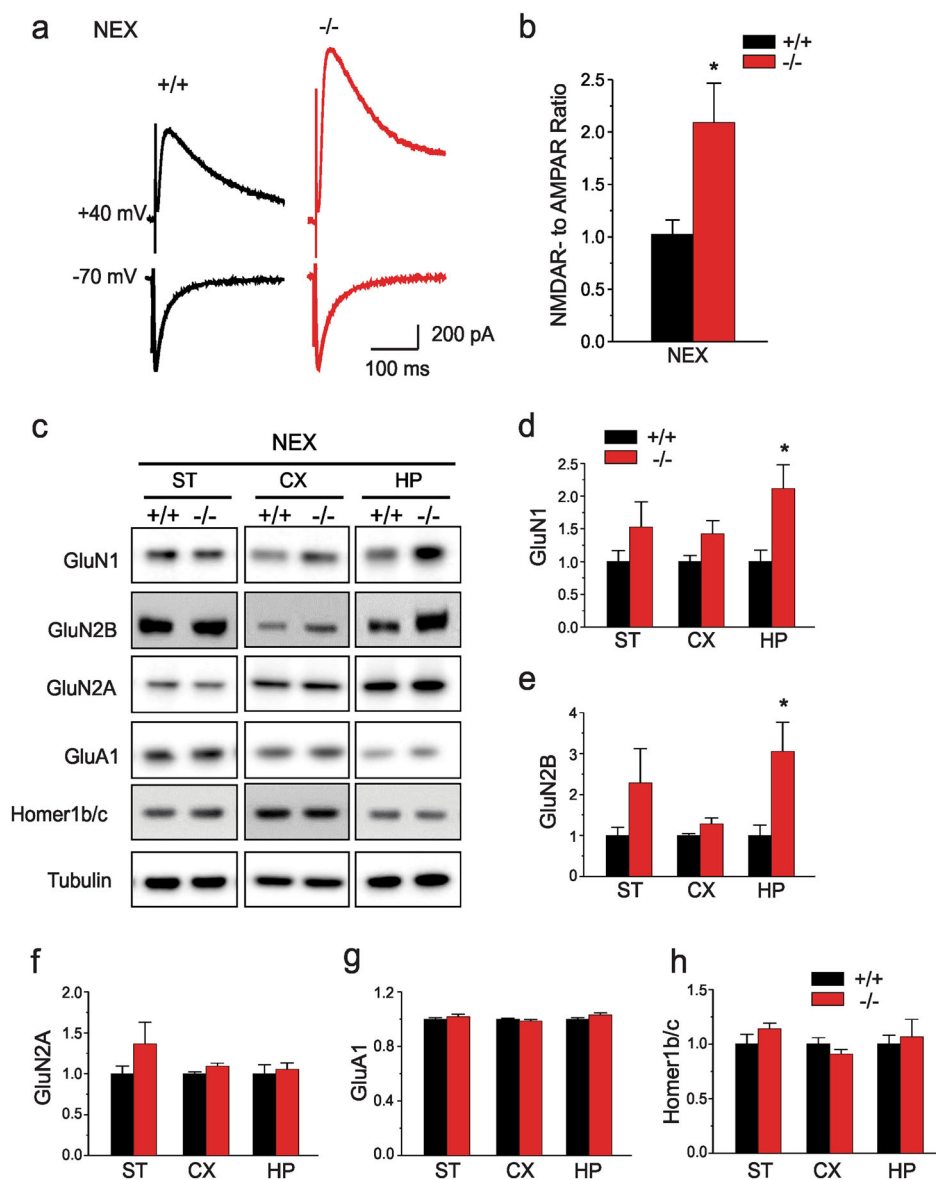 a
NEX
+/+
-/-
+40 mV
-70 mV
200 pA
100 ms
b
+/+
-/-
*
NMDAR- to AMPAR Ratio
2.5
2.0
1.5
1.0
0.5
0.0
NEX
c
NEX
ST CX HP
+/+ -/- +/+ -/- +/+ -/-
GluN1
GluN2B
GluN2A
GluA1
Homer1b/c
Tubulin
d
+/+
-/-
*
GluN1
2.5
2.0
1.5
1.0
0.5
0.0
ST CX HP
e
*
GluN2B
4
3
2
1
0
ST CX HP
f
GluN2A
2.0
1.5
1.0
0.5
0.0
ST CX HP
g
GluA1
1.2
0.8
0.4
0.0
ST CX HP
h
+/+
-/-
Homer1b/c
1.5
1.0
0.5
0.0
ST CX HP